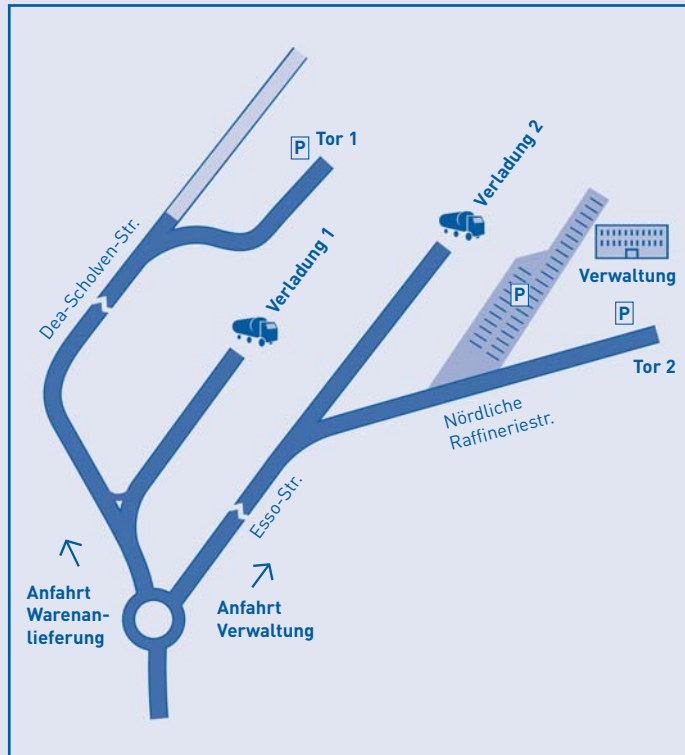 P Tor 1
Verladung 2
Dea-Scholven-Str.
Verladung 1
P
Verwaltung
P
Tor 2
Nördliche
Raffineriestr.
Esso-Str.
Anfahrt
Warenan-
lieferung
Anfahrt
Verwaltung